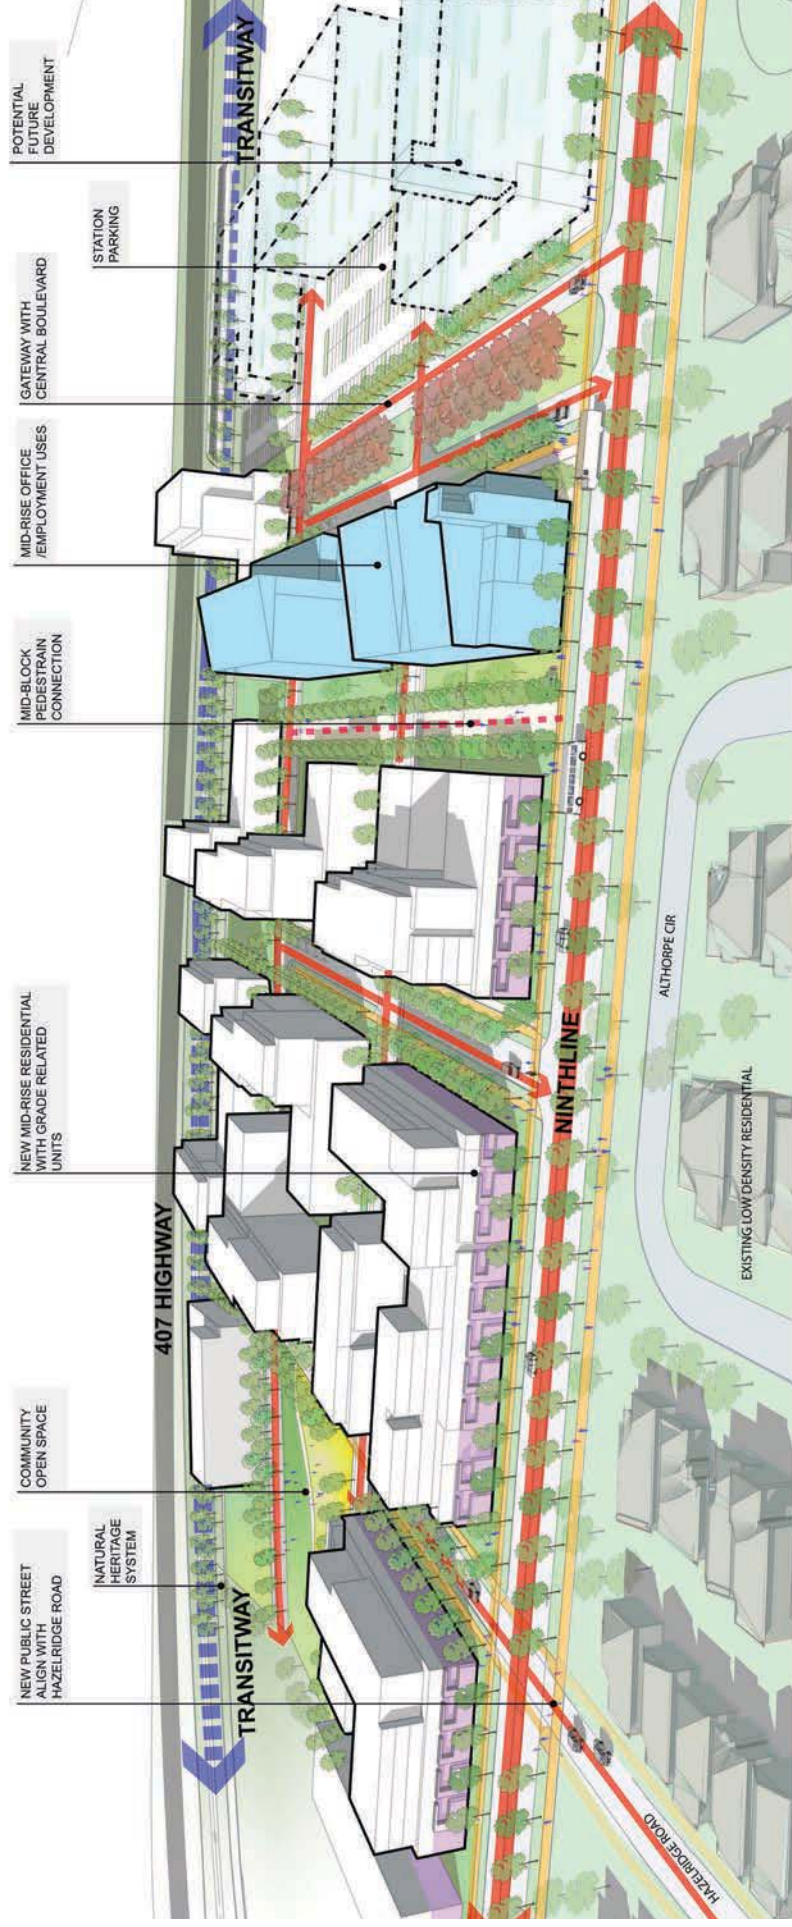 NEW PUBLIC STREET
ALIGN WITH
HAZELRIDGE ROAD
NATURAL
HERITAGE
SYSTEM
COMMUNITY
OPEN SPACE
NEW MID-RISE RESIDENTIAL
WITH GRADE RELATED
UNITS
MID-BLOCK
PEDESTRAIN
CONNECTION
MID-RISE OFFICE
/EMPLOYMENT USES
GATEWAY WITH
CENTRAL BOULEVARD
STATION
PARKING
POTENTIAL
FUTURE
DEVELOPMENT
407 HIGHWAY
TRANSITWAY
TRANSITWAY
NINTHLINE
ALTHORPE CIR
EXISTING LOW DENSITY RESIDENTIAL
HAZELRIDGE ROAD